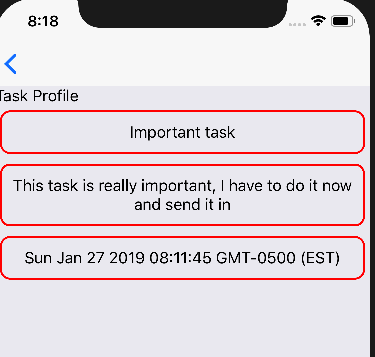 8:18
Task Profile
Important task
This task is really important, I have to do it now
and send it in
Sun Jan 27 2019 08:11:45 GMT-0500 (EST)